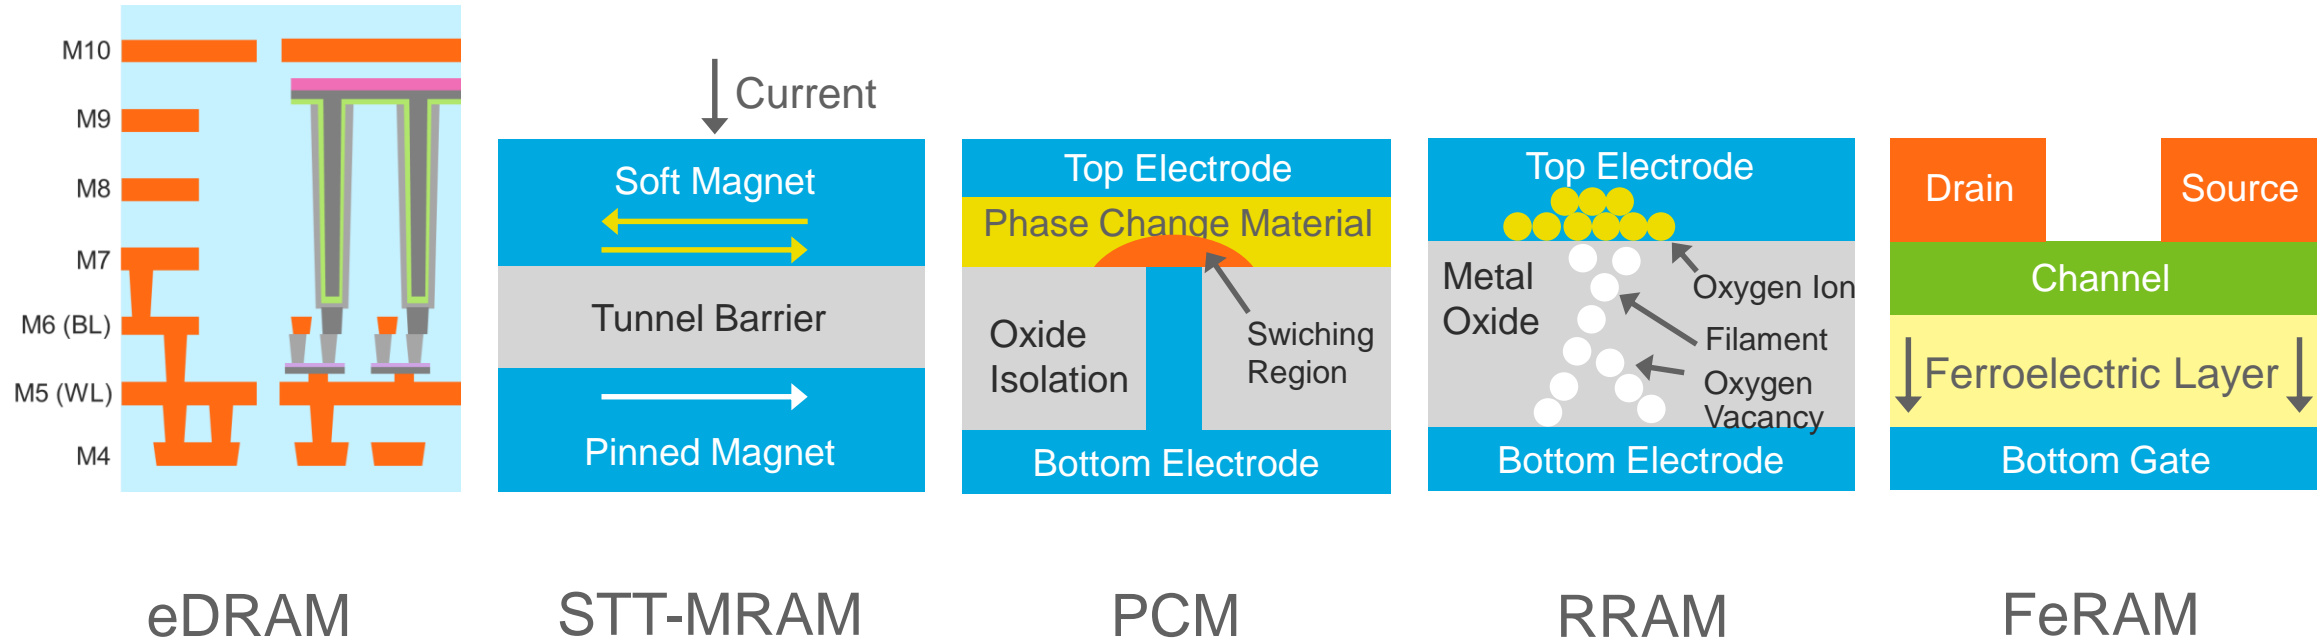 M10
M9
M8
M7
M6 (BL)
M5 (WL)
M4
eDRAM
Current
Soft Magnet
Tunnel Barrier
Pinned Magnet
STT-MRAM
Top Electrode
Phase Change Material
Oxide
Isolation
Swiching
Region
Bottom Electrode
PCM
Top Electrode
Metal
Oxide
Oxygen Ion
Filament
Oxygen
Vacancy
Bottom Electrode
RRAM
Drain
Source
Channel
Ferroelectric Layer
Bottom Gate
FeRAM